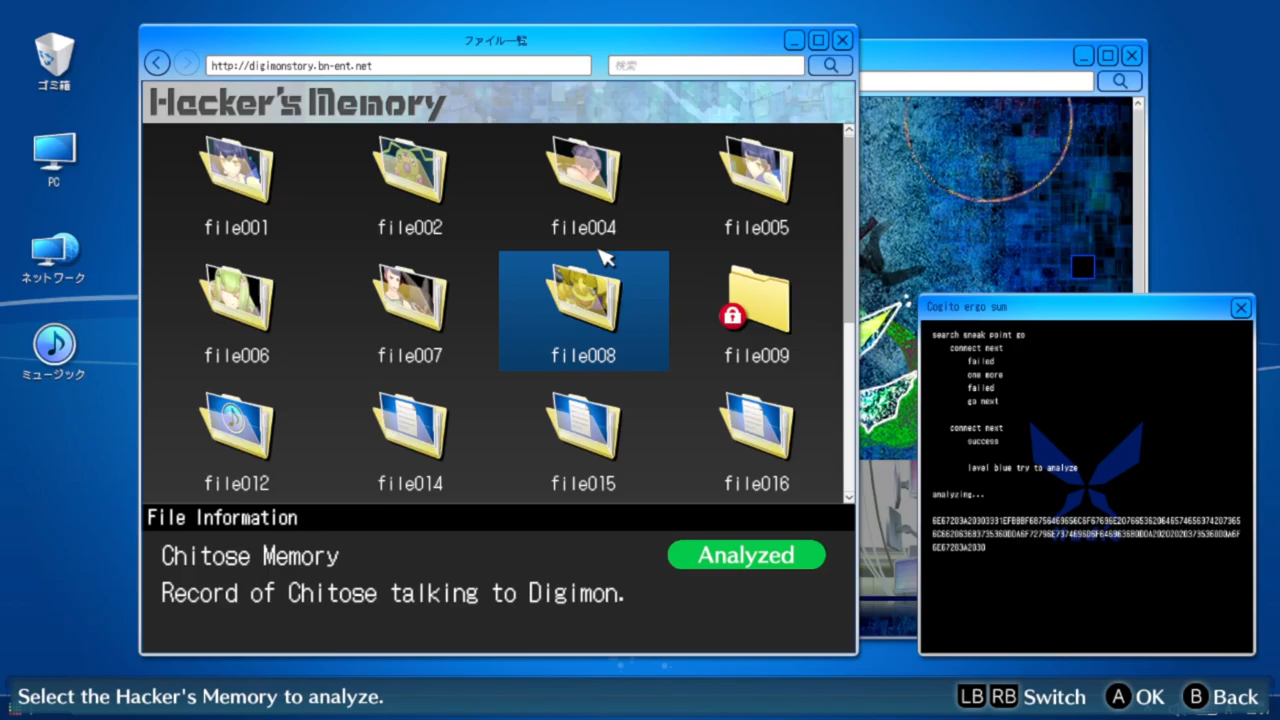 ゴミ箱
PC
ネットワーク
ミュージック
ファイル一覧
http://digimonstory.bn-ent.net
検索
Hacker's Memory
file001
file002
file004
file005
file006
file007
file008
file009
file012
file014
file015
file016
File Information
Chitose Memory
Analyzed
Record of Chitose talking to Digimon.
Cogito ergo sum
search sneak point go
connect next
failed
one more
failed
go next
connect next
success
level blue try to analyze
analyzing...
Select the Hacker's Memory to analyze.
LB RB Switch
A OK
B Back